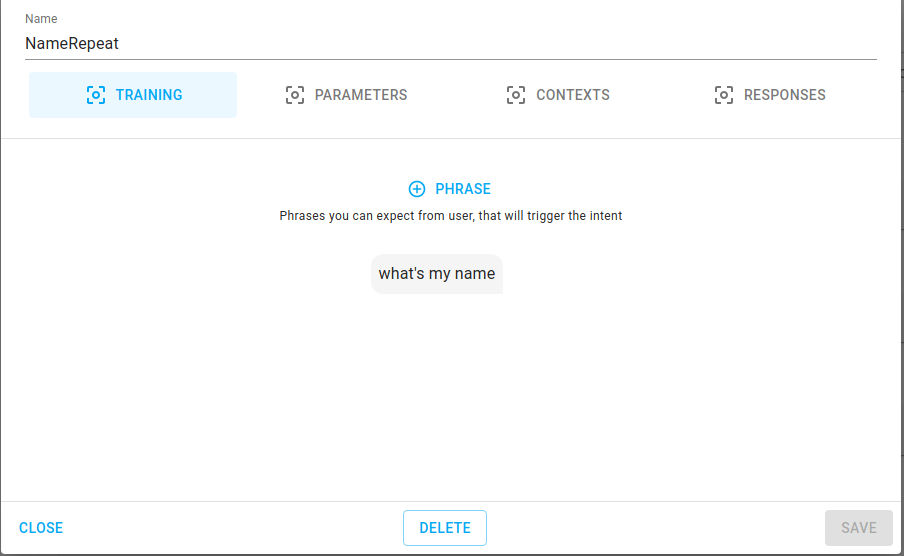 Name
NameRepeat
TRAINING PARAMETERS CONTEXTS RESPONSES
PHRASE
Phrases you can expect from user, that will trigger the intent
what's my name
CLOSE DELETE SAVE